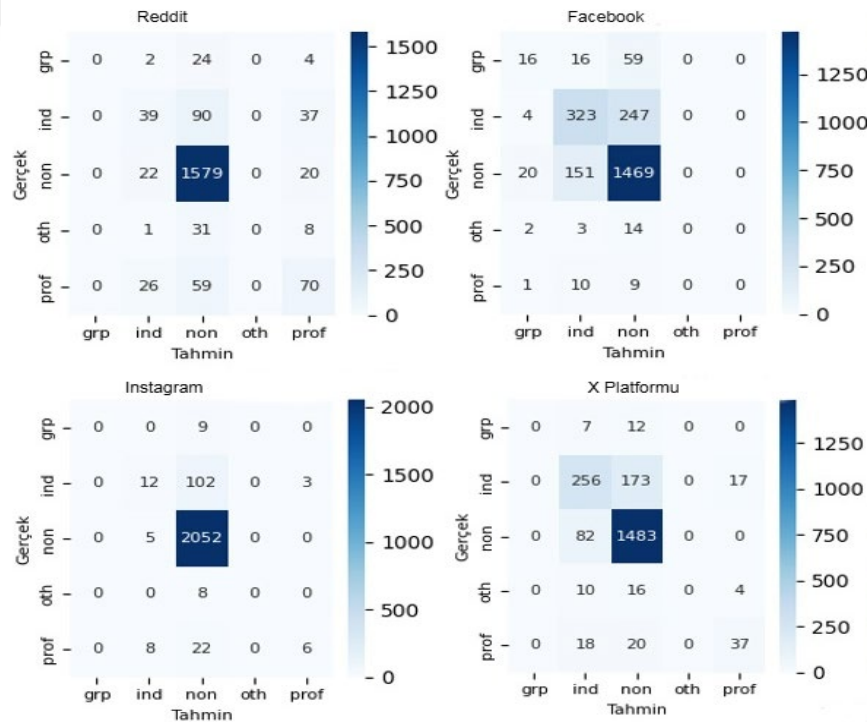 Reddit
grp 0 2 24 0 4
ind 0 39 90 0 37
non 0 22 1579 0 20
oth 0 1 31 0 8
prof 0 26 59 0 70
grp ind non oth prof
Gerçek
Tahmin
1500
1250
1000
750
500
250
0
Facebook
grp 16 16 59 0 0
ind 4 323 247 0 0
non 20 151 1469 0 0
oth 2 3 14 0 0
prof 1 10 9 0 0
grp ind non oth prof
Gerçek
Tahmin
1250
1000
750
500
250
0
Instagram
grp 0 0 9 0 0
ind 0 12 102 0 3
non 0 5 2052 0 0
oth 0 0 8 0 0
prof 0 8 22 0 6
grp ind non oth prof
Gerçek
Tahmin
2000
1500
1000
500
0
X Platformu
grp 0 7 12 0 0
ind 0 256 173 0 17
non 0 82 1483 0 0
oth 0 10 16 0 4
prof 0 18 20 0 37
grp ind non oth prof
Gerçek
Tahmin
1250
1000
750
500
250
0